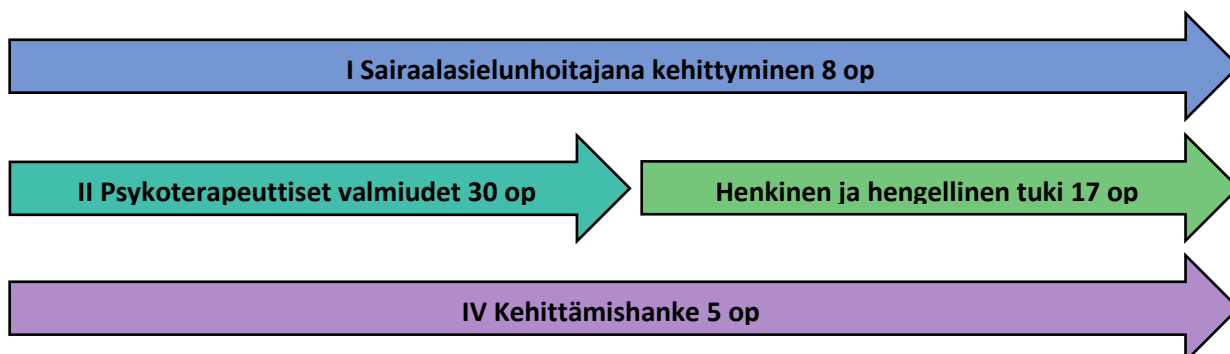 I Sairaalasielunhoitajana kehittyminen 8 op
II Psykoterapeuttiset valmiudet 30 op
Henkinen ja hengellinen tuki 17 op
IV Kehittämishanke 5 op